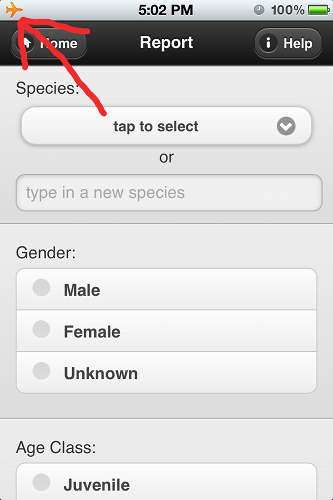 5:02 PM 100%
Home Report Help
Species:
tap to select
or
type in a new species
Gender:
Male
Female
Unknown
Age Class:
Juvenile